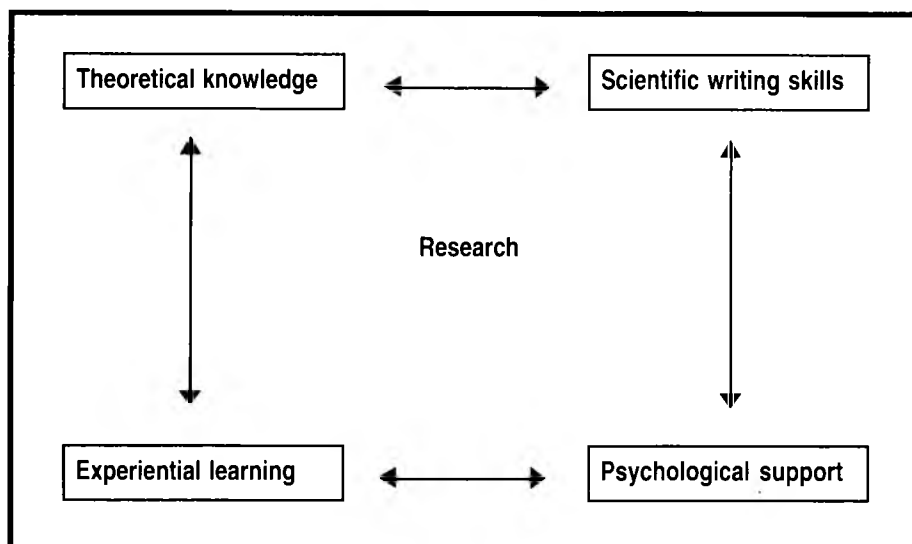 Theoretical knowledge
Scientific writing skills
Research
Experiential learning
Psychological support